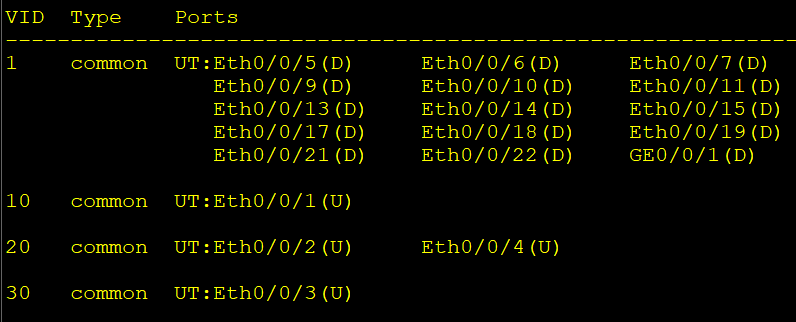 VID  Type    Ports
--------------------------------------------------------------
1    common  UT:Eth0/0/5(D)     Eth0/0/6(D)     Eth0/0/7(D)
                Eth0/0/9(D)     Eth0/0/10(D)    Eth0/0/11(D)
                Eth0/0/13(D)    Eth0/0/14(D)    Eth0/0/15(D)
                Eth0/0/17(D)    Eth0/0/18(D)    Eth0/0/19(D)
                Eth0/0/21(D)    Eth0/0/22(D)    GE0/0/1(D)
10   common  UT:Eth0/0/1(U)
20   common  UT:Eth0/0/2(U)     Eth0/0/4(U)
30   common  UT:Eth0/0/3(U)